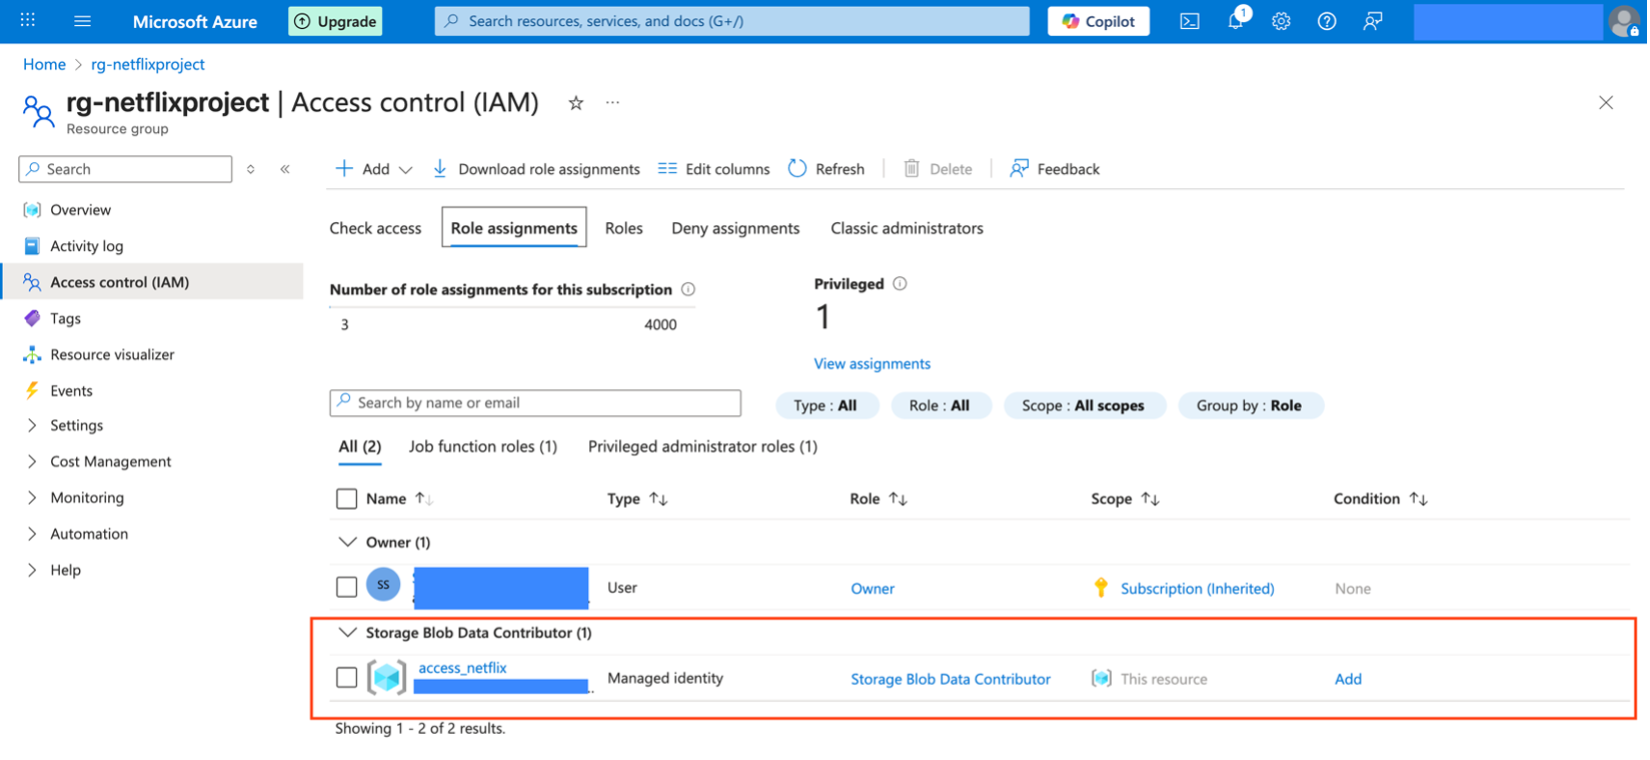 Microsoft Azure Upgrade Search resources, services, and docs (G+/) Copilot 1
Home > rg-netflixproject
rg-netflixproject | Access control (IAM) ...
Resource group
Search
Add Download role assignments Edit columns Refresh Delete Feedback
Overview
Activity log
Access control (IAM)
Tags
Resource visualizer
Events
Settings
Cost Management
Monitoring
Automation
Help
Check access Role assignments Roles Deny assignments Classic administrators
Number of role assignments for this subscription
3 4000
Privileged
1
View assignments
Search by name or email Type : All Role : All Scope : All scopes Group by : Role
All (2) Job function roles (1) Privileged administrator roles (1)
Name Type Role Scope Condition
Owner (1)
SS User Owner Subscription (Inherited) None
Storage Blob Data Contributor (1)
access_netflix Managed identity Storage Blob Data Contributor This resource Add
Showing 1 - 2 of 2 results.